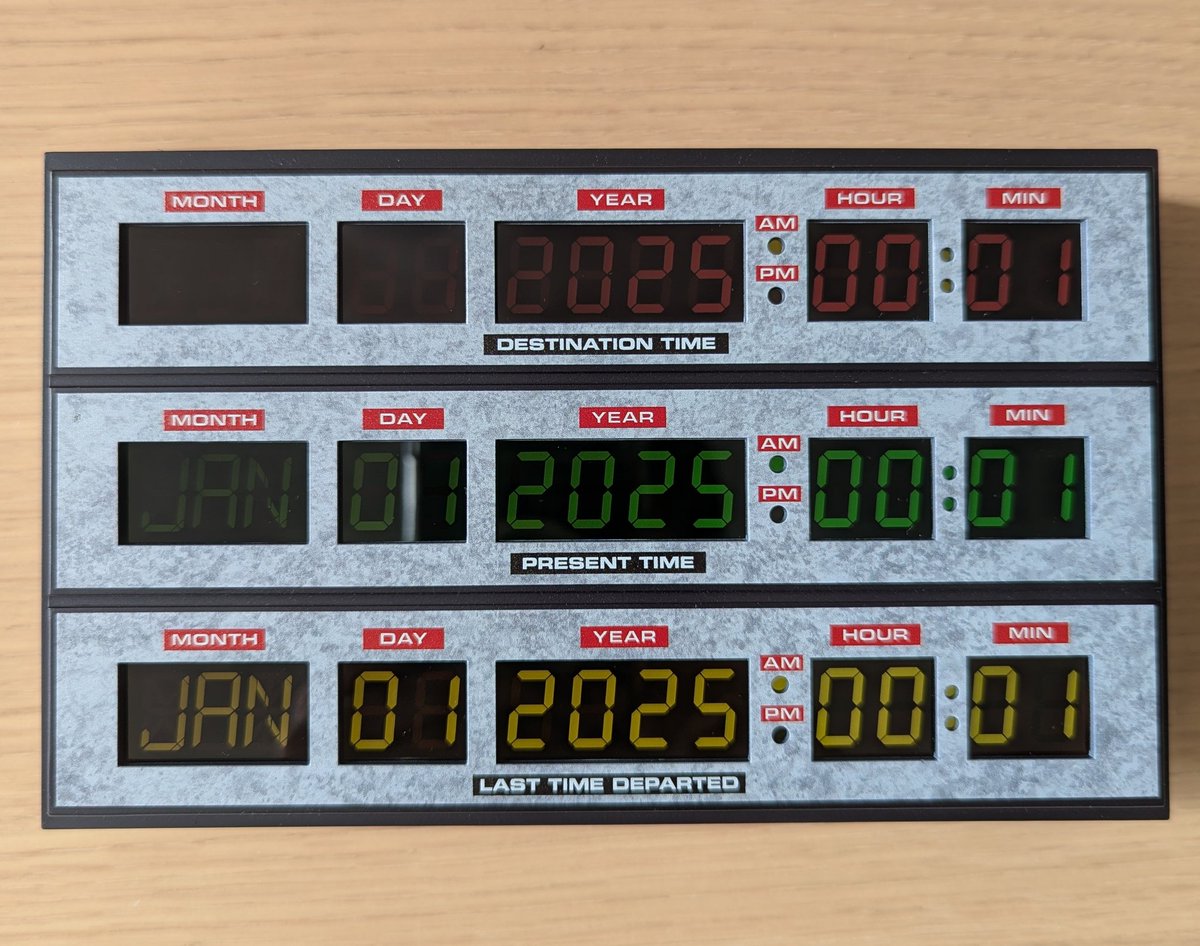 MONTH DAY YEAR AM HOUR MIN
2025 PM 00:01
DESTINATION TIME
MONTH DAY YEAR AM HOUR MIN
JAN 01 2025 PM 00:01
PRESENT TIME
MONTH DAY YEAR AM HOUR MIN
JAN 01 2025 PM 00:01
LAST TIME DEPARTED